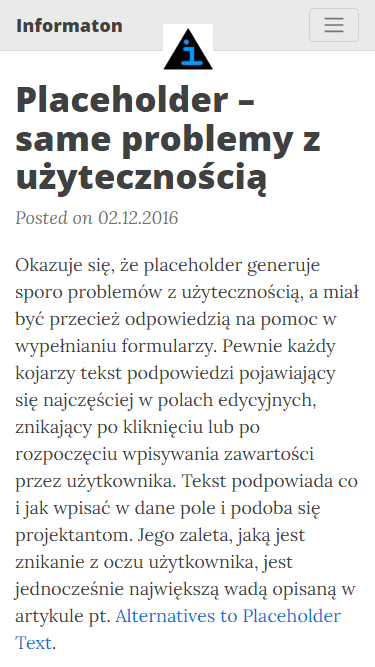 Informaton
i
Placeholder –
same problemy z
użytecznością
Posted on 02.12.2016
Okazuje się, że placeholder generuje
sporo problemów z użytecznością, a miał
być przecież odpowiedzią na pomoc w
wypełnianiu formularzy. Pewnie każdy
kojarzy tekst podpowiedzi pojawiający
się najczęściej w polach edycyjnych,
znikający po kliknięciu lub po
rozpoczęciu wpisywania zawartości
przez użytkownika. Tekst podpowiada co
i jak wpisać w dane pole i podoba się
projektantom. Jego zaleta, jaką jest
znikanie z oczu użytkownika, jest
jednocześnie największą wadą opisaną w
artykule pt. Alternatives to Placeholder
Text.